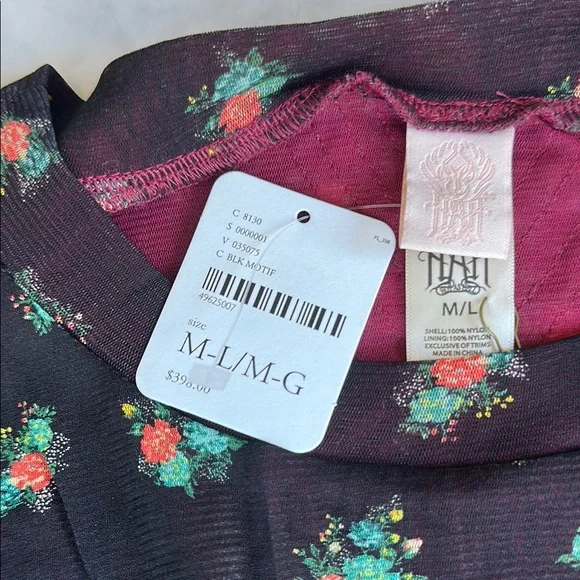 C 8130
S 0000001
V 035075
C BLK MOTIF
49625007
size
M-L/M-G
$398.00
M/L
SHELL:100% NYLON
LINING:100% NYLON
EXCLUSIVE OF TRIMS
MADE IN CHINA